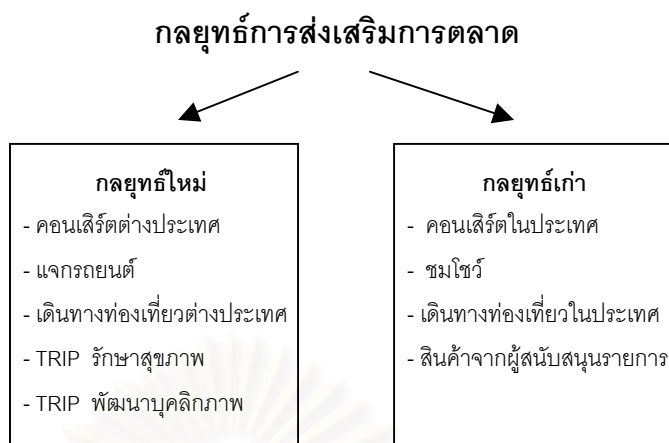 กลยุทธ์การส่งเสริมการตลาด
กลยุทธ์ใหม่
- คอนเสิร์ตต่างประเทศ
- แจกรถยนต์
- เดินทางท่องเที่ยวต่างประเทศ
- TRIP รักษาสุขภาพ
- TRIP พัฒนาบุคลิกภาพ
กลยุทธ์เก่า
- คอนเสิร์ตในประเทศ
- ชมโชว์
- เดินทางท่องเที่ยวในประเทศ
- สินค้าจากผู้สนับสนุนรายการ